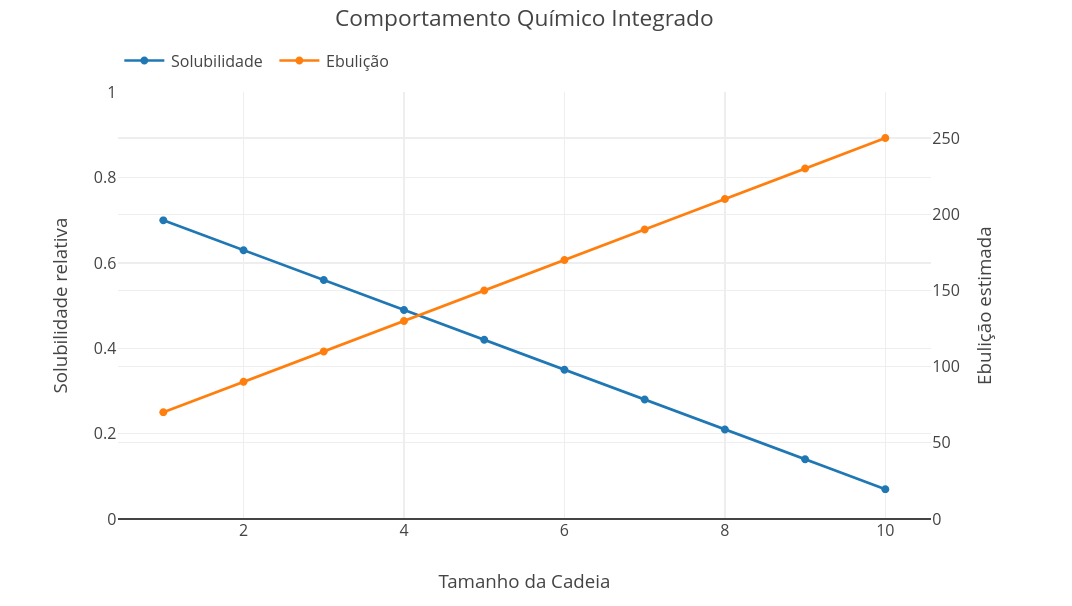 Comportamento Químico Integrado
Solubilidade
Ebulição
1
0.8
0.6
0.4
0.2
0
Solubilidade relativa
250
200
150
100
50
0
Ebulição estimada
2
4
6
8
10
Tamanho da Cadeia